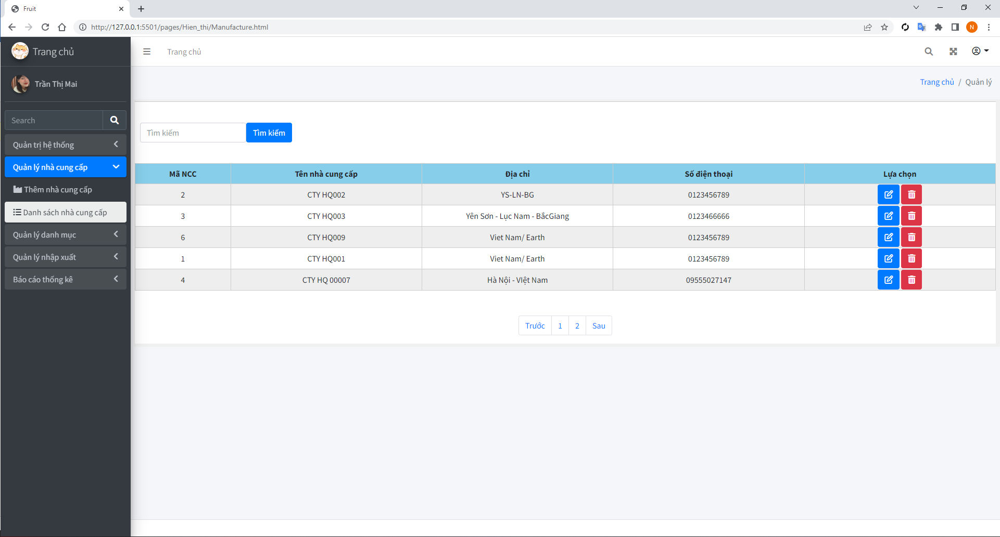 Fruit
http://127.0.0.1:5501/pages/Hien_thi/Manufacture.html
N
Trang chủ
Trang chủ
Trần Thị Mai
Trang chủ / Quản lý
Search
Tìm kiếm
Tìm kiếm
Quản trị hệ thống
Quản lý nhà cung cấp
Thêm nhà cung cấp
Danh sách nhà cung cấp
Quản lý danh mục
Quản lý nhập xuất
Báo cáo thống kê
Mã NCC Tên nhà cung cấp Địa chỉ Số điện thoại Lựa chọn
2 CTY HQ002 YS-LN-BG 0123456789
3 CTY HQ003 Yên Sơn - Lục Nam - BắcGiang 0123466666
6 CTY HQ009 Viet Nam/ Earth 0123456789
1 CTY HQ001 Viet Nam/ Earth 0123456789
4 CTY HQ 00007 Hà Nội - VIệt Nam 09555027147
Trước 1 2 Sau